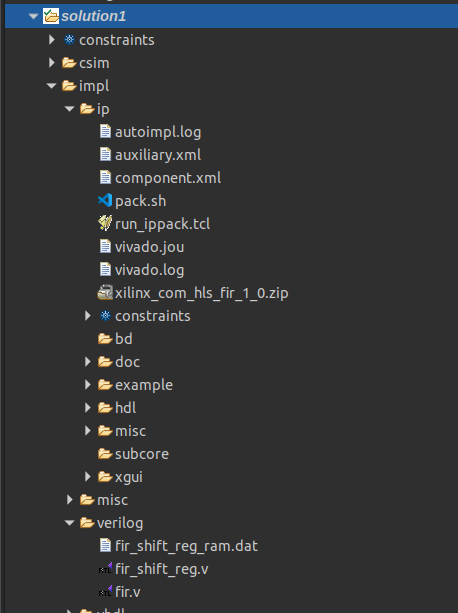 solution1
constraints
csim
impl
ip
autoimpl.log
auxiliary.xml
component.xml
pack.sh
run_ippack.tcl
vivado.jou
vivado.log
xilinx_com_hls_fir_1_0.zip
constraints
bd
doc
example
hdl
misc
subcore
xgui
misc
verilog
fir_shift_reg_ram.dat
fir_shift_reg.v
fir.v